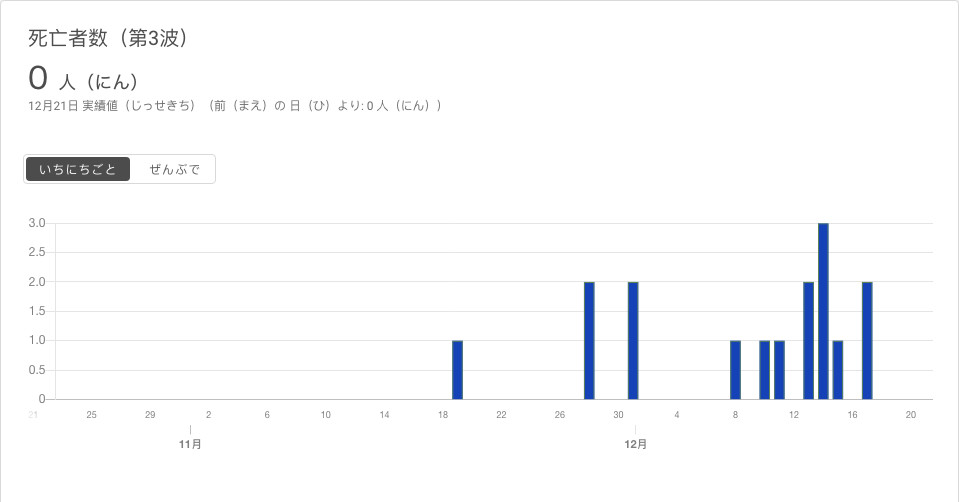 死亡者数（第3波）
0 人（にん）
12月21日 実績値（じっせきち）（前（まえ）の 日（ひ）より: 0 人（にん））
いちにちごと ぜんぶで
3.0
2.5
2.0
1.5
1.0
0.5
0
21 25 29 2 6 10 14 18 22 26 30 4 8 12 16 20
11月 12月